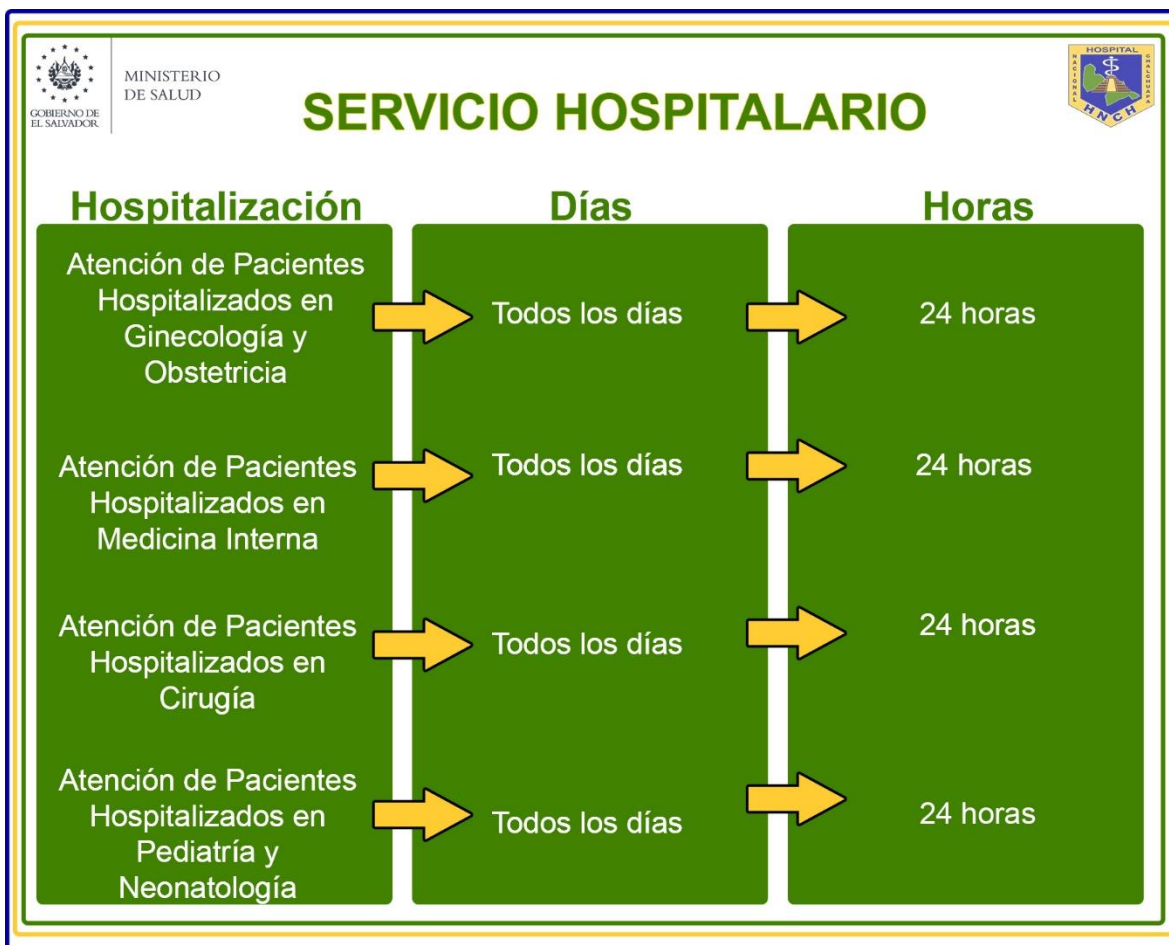 GOBIERNO DE
EL SALVADOR
MINISTERIO
DE SALUD
SERVICIO HOSPITALARIO
HOSPITAL
NACIONAL
CHALCHUAPA
HNCH
Hospitalización
Días
Horas
Atención de Pacientes
Hospitalizados en
Ginecología y
Obstetricia
Todos los días
24 horas
Atención de Pacientes
Hospitalizados en
Medicina Interna
Todos los días
24 horas
Atención de Pacientes
Hospitalizados en
Cirugía
Todos los días
24 horas
Atención de Pacientes
Hospitalizados en
Pediatría y
Neonatología
Todos los días
24 horas